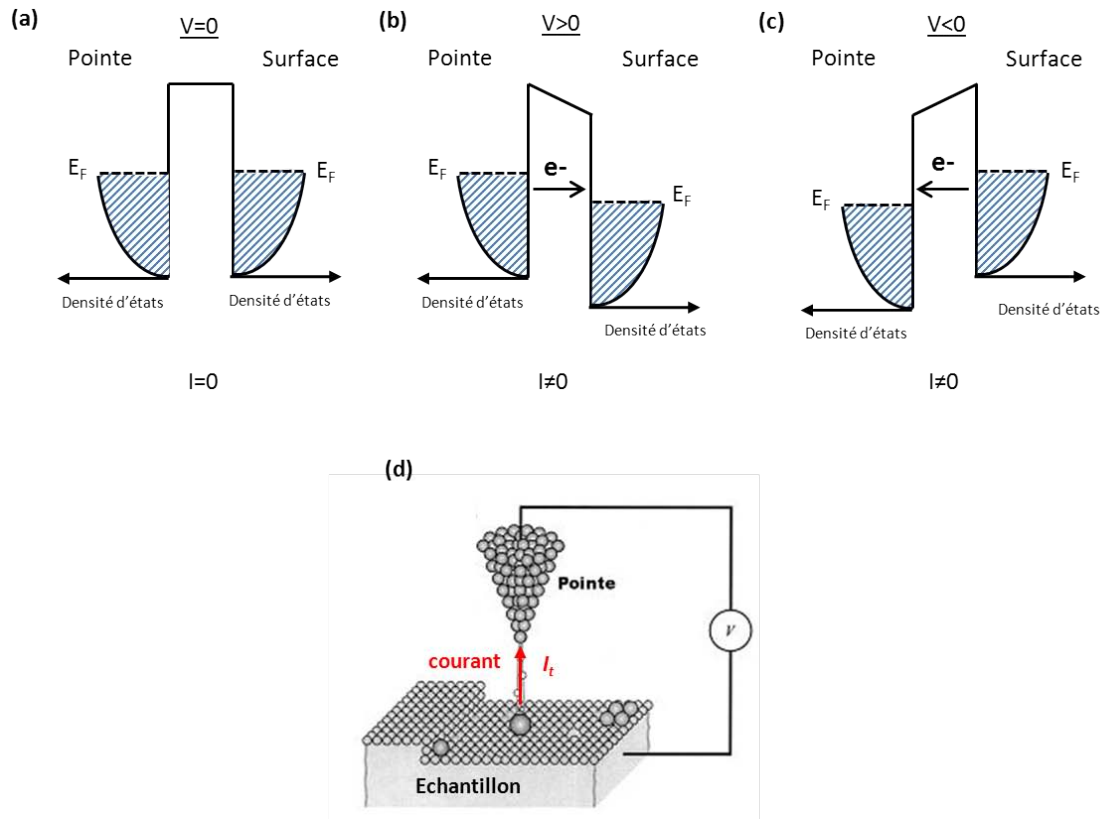 (a)
V=0
Pointe Surface
E_F E_F
Densité d'états Densité d'états
I=0
(b)
V>0
Pointe Surface
e-
E_F E_F
Densité d'états
Densité d'états
I≠0
(c)
V<0
Pointe Surface
e-
E_F E_F
Densité d'états
Densité d'états
I≠0
(d)
Pointe
V
courant I_t
Echantillon